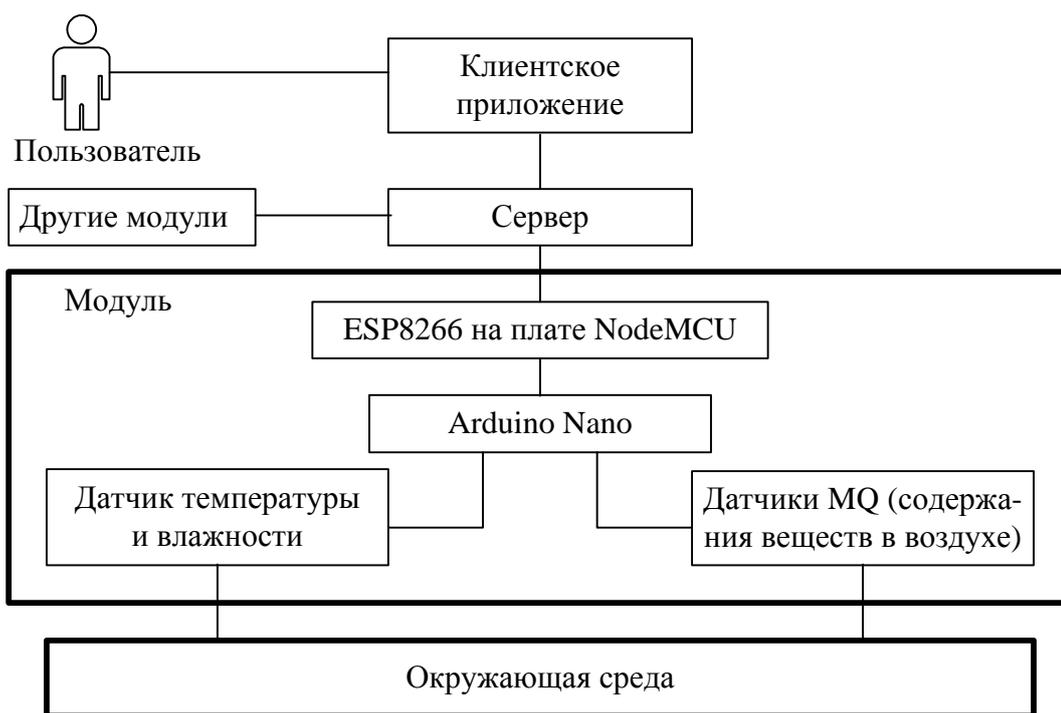 Клиентское
приложение
Пользователь
Другие модули
Сервер
Модуль
ESP8266 на плате NodeMCU
Arduino Nano
Датчик температуры
и влажности
Датчики MQ (содержа-
ния веществ в воздухе)
Окружающая среда